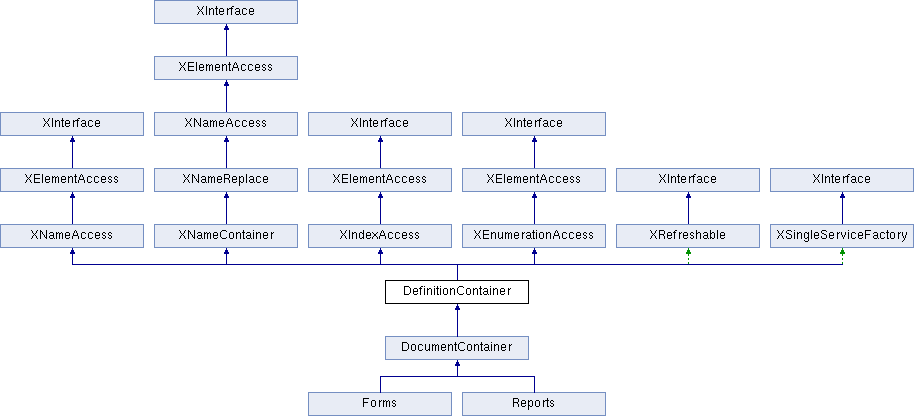 XInterface
XElementAccess
XInterface
XNameAccess
XInterface
XInterface
XElementAccess
XNameReplace
XElementAccess
XElementAccess
XInterface
XInterface
XNameAccess
XNameContainer
XIndexAccess
XEnumerationAccess
XRefreshable
XSingleServiceFactory
DefinitionContainer
DocumentContainer
Forms
Reports